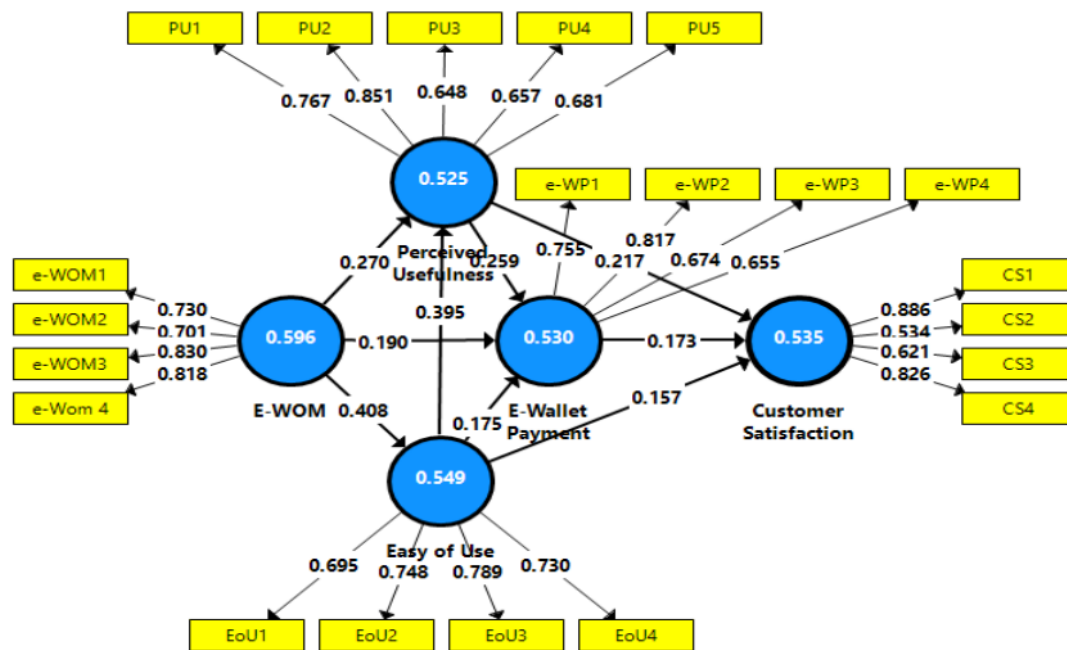 PU1 PU2 PU3 PU4 PU5
0.767 0.851 0.648 0.657 0.681
0.525
e-WP1 e-WP2 e-WP3 e-WP4
Perceived
Usefulness
0.755 0.817 0.674 0.655
0.270 0.259 0.217
e-WOM1
e-WOM2
e-WOM3
e-Wom 4
0.730
0.701
0.830
0.818
0.596
E-WOM
0.395
0.190
0.530
E-Wallet
Payment
0.173
0.535
Customer
Satisfaction
CS1
CS2
CS3
CS4
0.886
0.534
0.621
0.826
0.408 0.175 0.157
0.549
Easy of Use
0.695 0.748 0.789 0.730
EoU1 EoU2 EoU3 EoU4